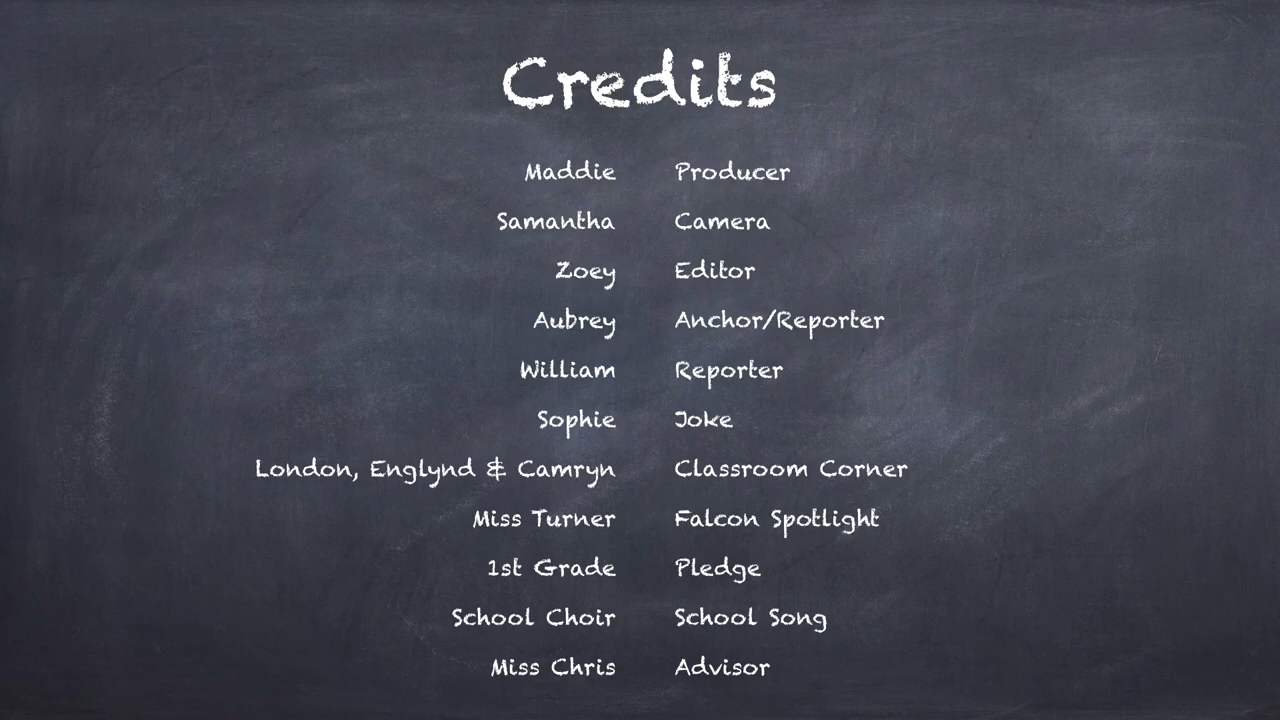 Credits
Maddie Producer
Samantha Camera
Zoey Editor
Aubrey Anchor/Reporter
William Reporter
Sophie Joke
London, Englynd & Camryn Classroom Corner
Miss Turner Falcon Spotlight
1st Grade Pledge
School Choir School Song
Miss Chris Advisor